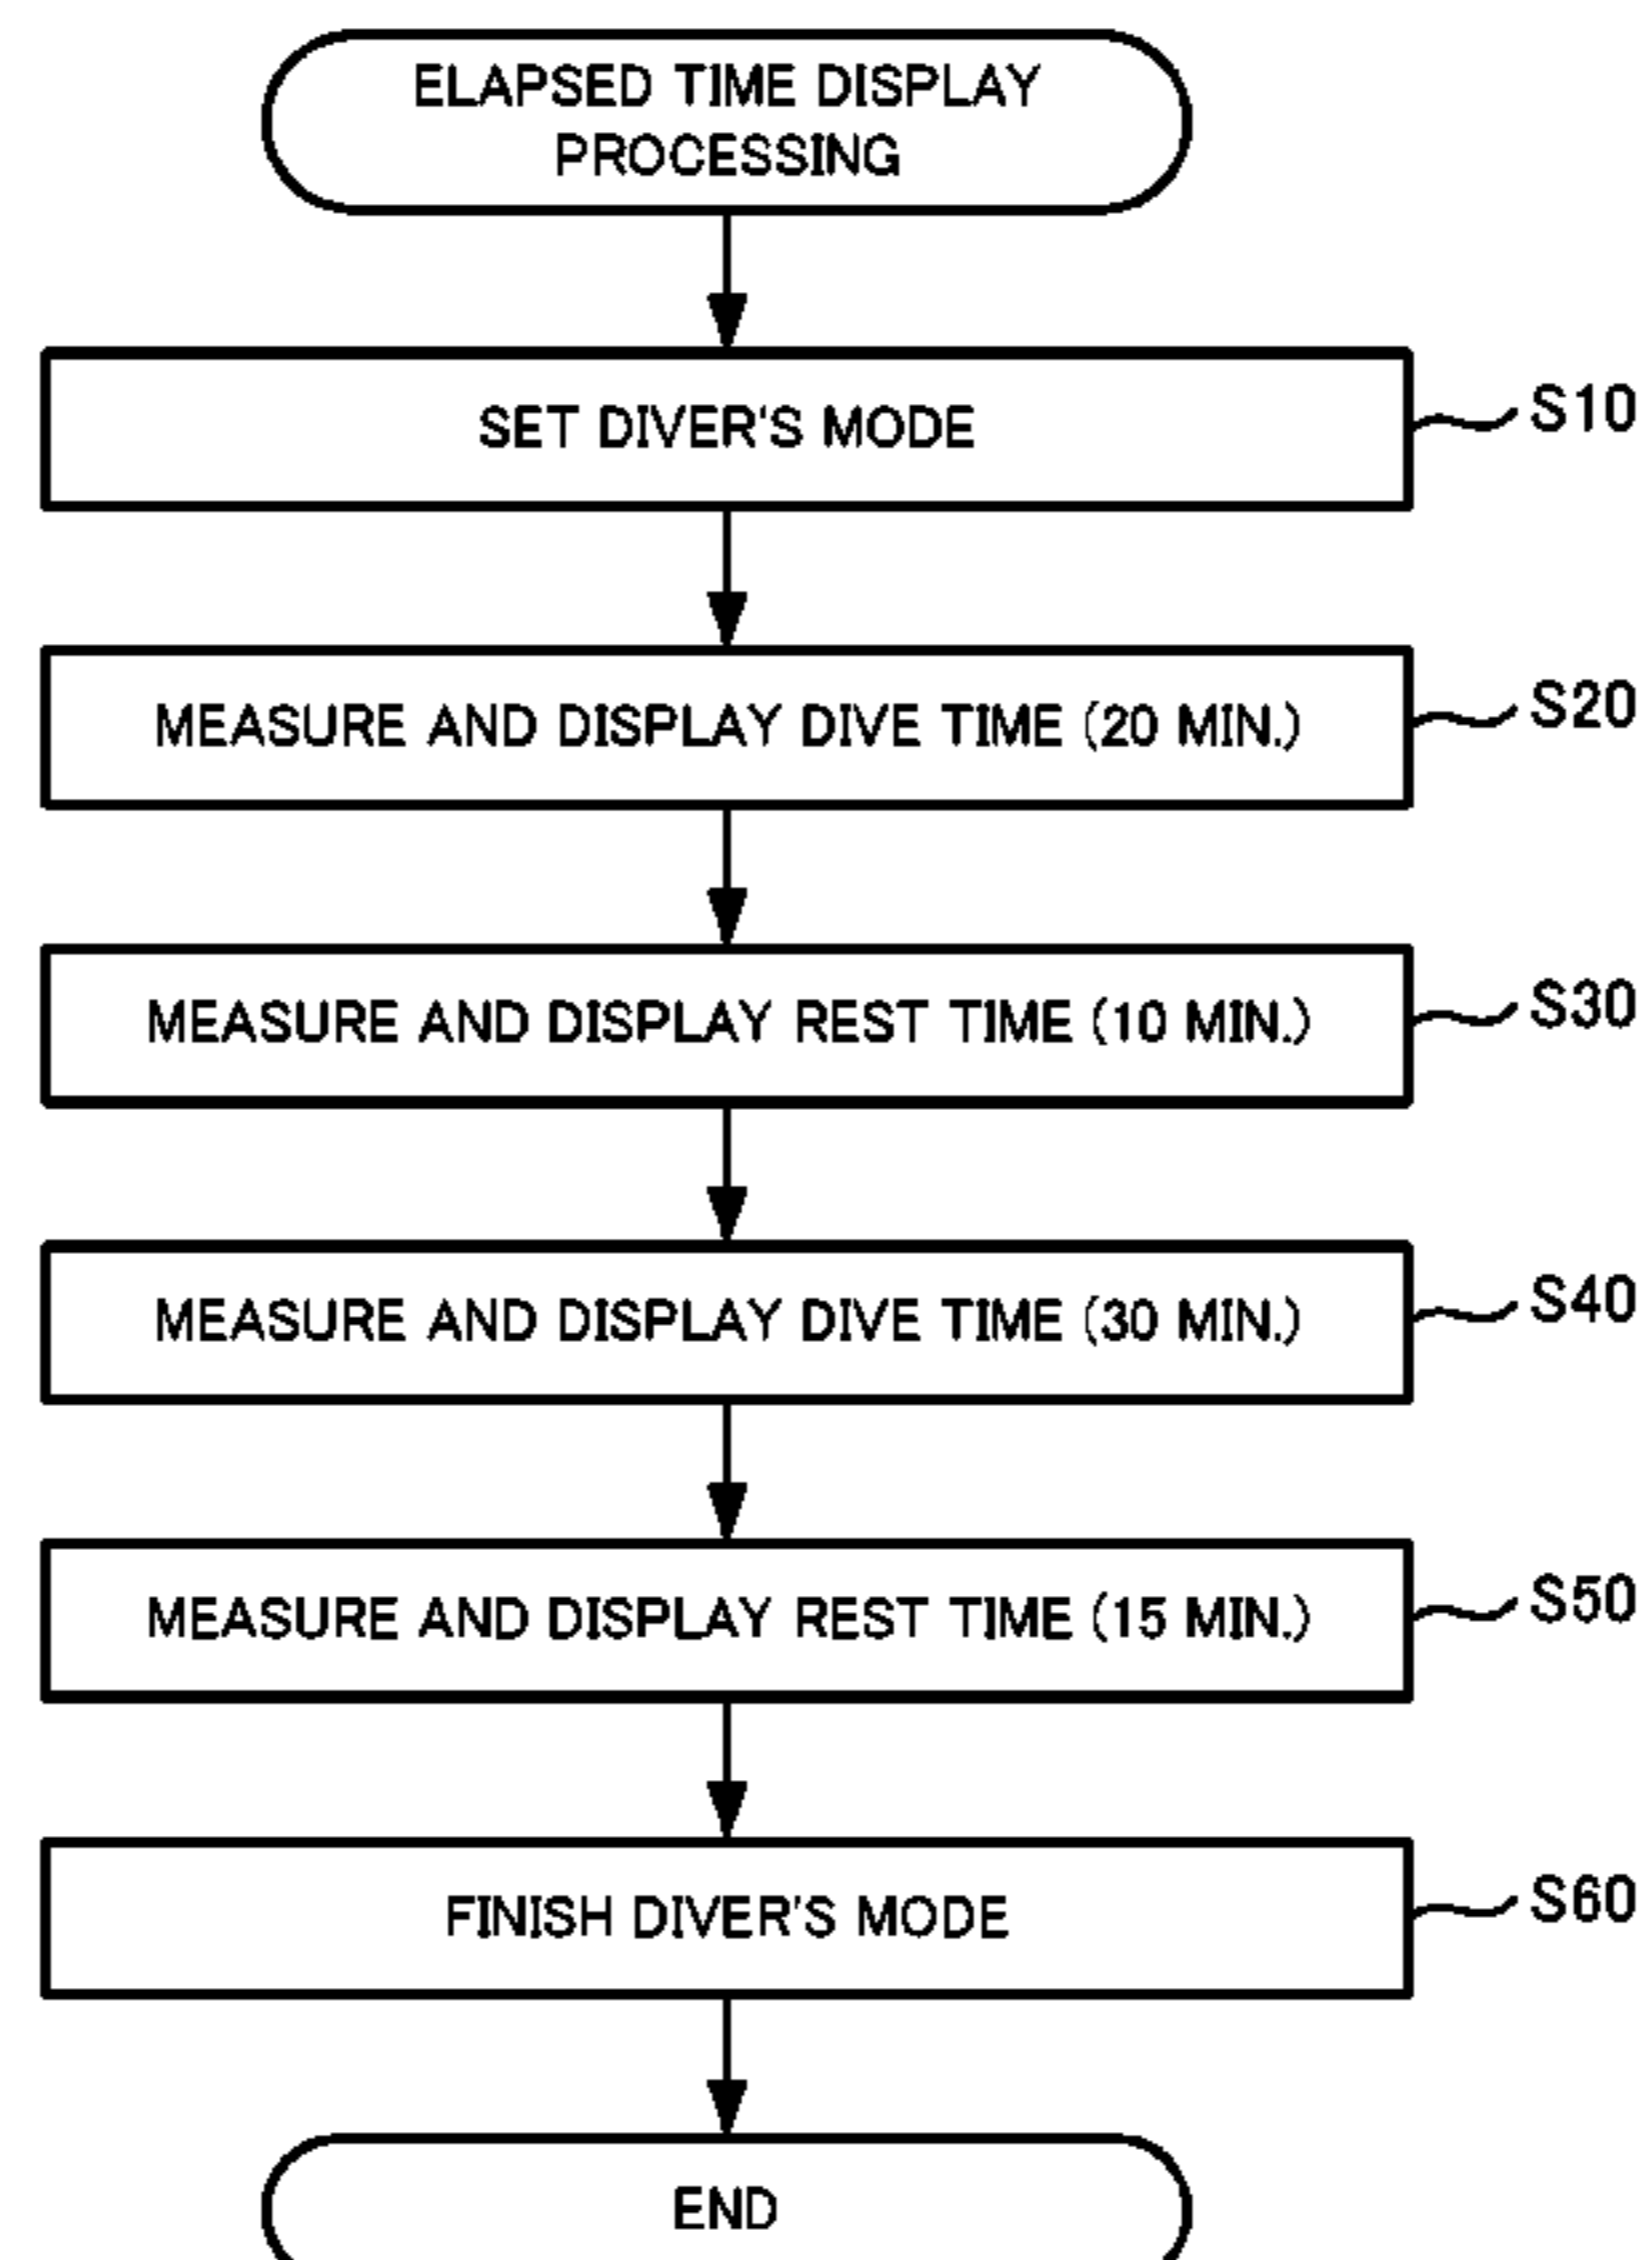 ELAPSED TIME DISPLAY
PROCESSING
SET DIVER'S MODE
S10
MEASURE AND DISPLAY DIVE TIME (20 MIN.)
S20
MEASURE AND DISPLAY REST TIME (10 MIN.)
S30
MEASURE AND DISPLAY DIVE TIME (30 MIN.)
S40
MEASURE AND DISPLAY REST TIME (15 MIN.)
S50
FINISH DIVER'S MODE
S60
END